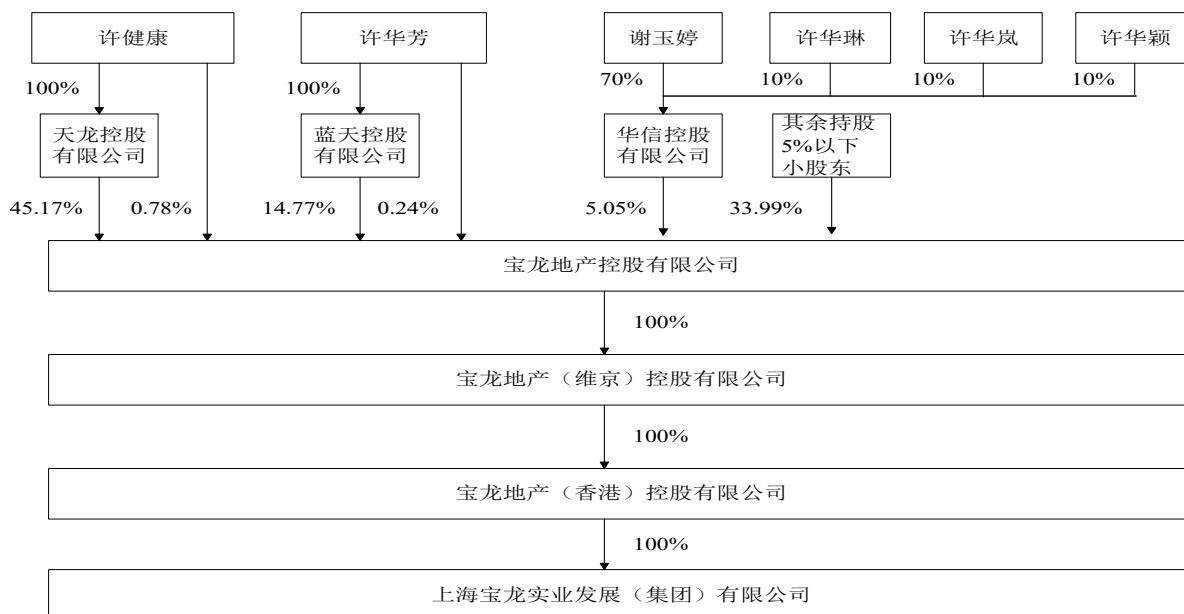 许健康
许华芳
谢玉婷
许华琳
许华岚
许华颖
100%
100%
70%
10%
10%
10%
天龙控股
有限公司
蓝天控股
有限公司
华信控股
有限公司
其余持股
5%以下
小股东
45.17%
0.78%
14.77%
0.24%
5.05%
33.99%
宝龙地产控股有限公司
100%
宝龙地产（维京）控股有限公司
100%
宝龙地产（香港）控股有限公司
100%
上海宝龙实业发展（集团）有限公司